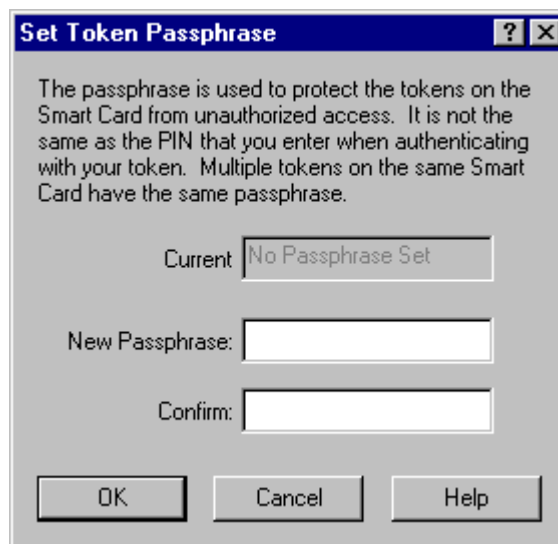 Set Token Passphrase
The passphrase is used to protect the tokens on the
Smart Card from unauthorized access.  It is not the
same as the PIN that you enter when authenticating
with your token.  Multiple tokens on the same Smart
Card have the same passphrase.
Current No Passphrase Set
New Passphrase:
Confirm:
OK Cancel Help